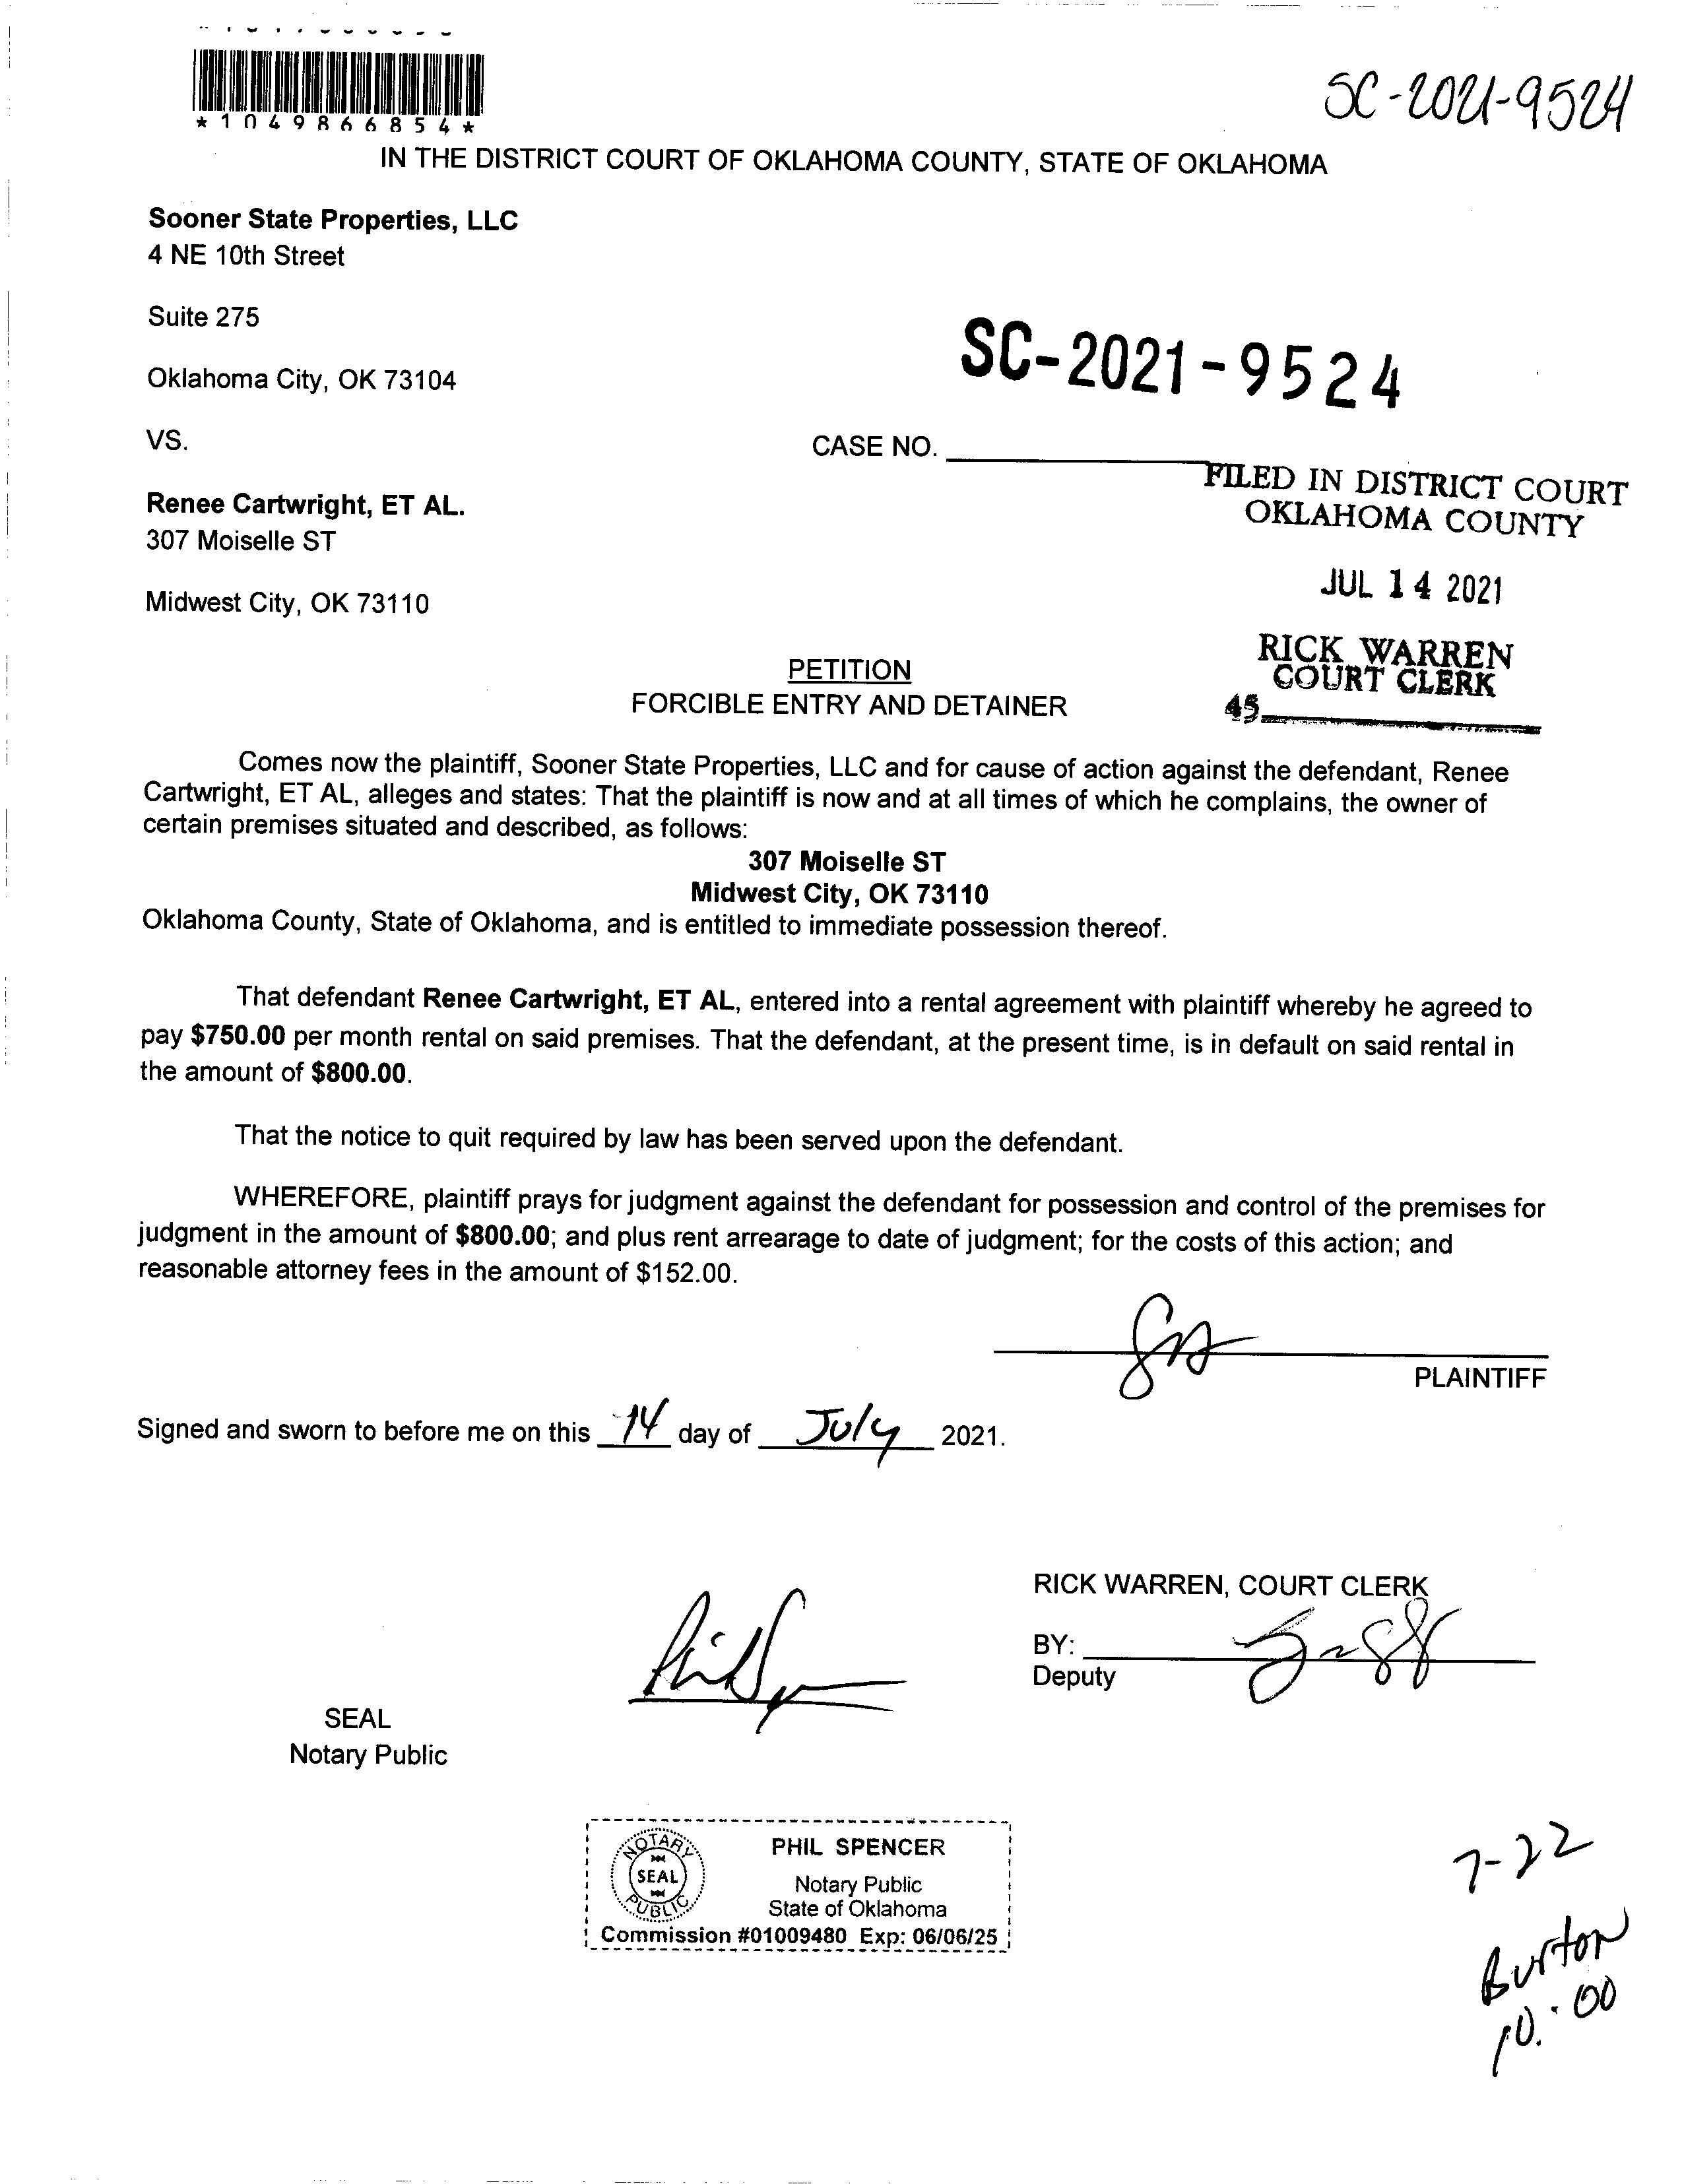 *1049866854*
SC-2021-9524
IN THE DISTRICT COURT OF OKLAHOMA COUNTY, STATE OF OKLAHOMA
Sooner State Properties, LLC
4 NE 10th Street
Suite 275
Oklahoma City, OK 73104
SC-2021-9524
VS.
CASE NO.
FILED IN DISTRICT COURT
OKLAHOMA COUNTY
Renee Cartwright, ET AL.
307 Moiselle ST
JUL 14 2021
Midwest City, OK 73110
RICK WARREN
COURT CLERK
45
PETITION
FORCIBLE ENTRY AND DETAINER
Comes now the plaintiff, Sooner State Properties, LLC and for cause of action against the defendant, Renee
Cartwright, ET AL, alleges and states: That the plaintiff is now and at all times of which he complains, the owner of
certain premises situated and described, as follows:
307 Moiselle ST
Midwest City, OK 73110
Oklahoma County, State of Oklahoma, and is entitled to immediate possession thereof.
That defendant Renee Cartwright, ET AL, entered into a rental agreement with plaintiff whereby he agreed to
pay $750.00 per month rental on said premises. That the defendant, at the present time, is in default on said rental in
the amount of $800.00.
That the notice to quit required by law has been served upon the defendant.
WHEREFORE, plaintiff prays for judgment against the defendant for possession and control of the premises for
judgment in the amount of $800.00; and plus rent arrearage to date of judgment; for the costs of this action; and
reasonable attorney fees in the amount of $152.00.
PLAINTIFF
Signed and sworn to before me on this 14 day of July 2021.
RICK WARREN, COURT CLERK
BY:
Deputy
SEAL
Notary Public
NOTARY
SEAL
PUBLIC
PHIL SPENCER
Notary Public
State of Oklahoma
Commission #01009480 Exp: 06/06/25
7-22
Burton
10:00